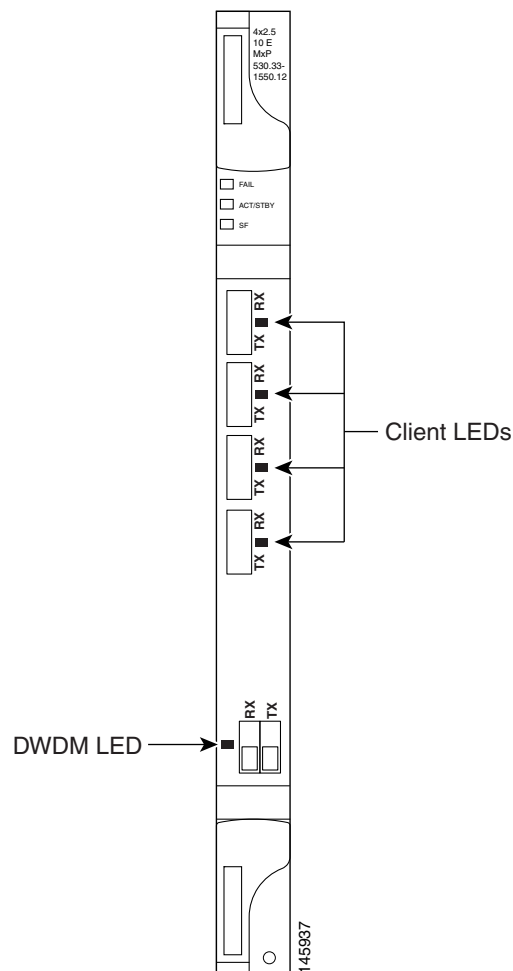 4x2.5
10 E
MxP
530.33-
1550.12
FAIL
ACT/STBY
SF
RX
TX
RX
TX
RX
TX
RX
TX
Client LEDs
RX
TX
DWDM LED
145937